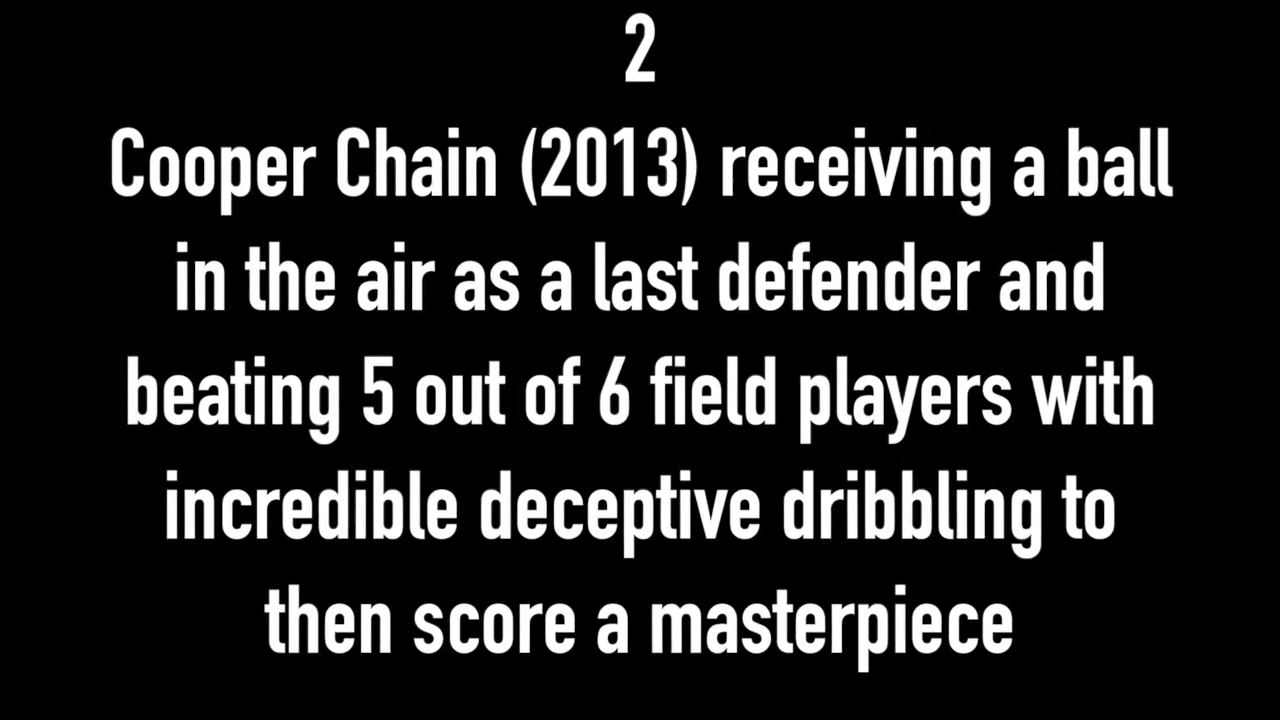 2
Cooper Chain (2013) receiving a ball
in the air as a last defender and
beating 5 out of 6 field players with
incredible deceptive dribbling to
then score a masterpiece